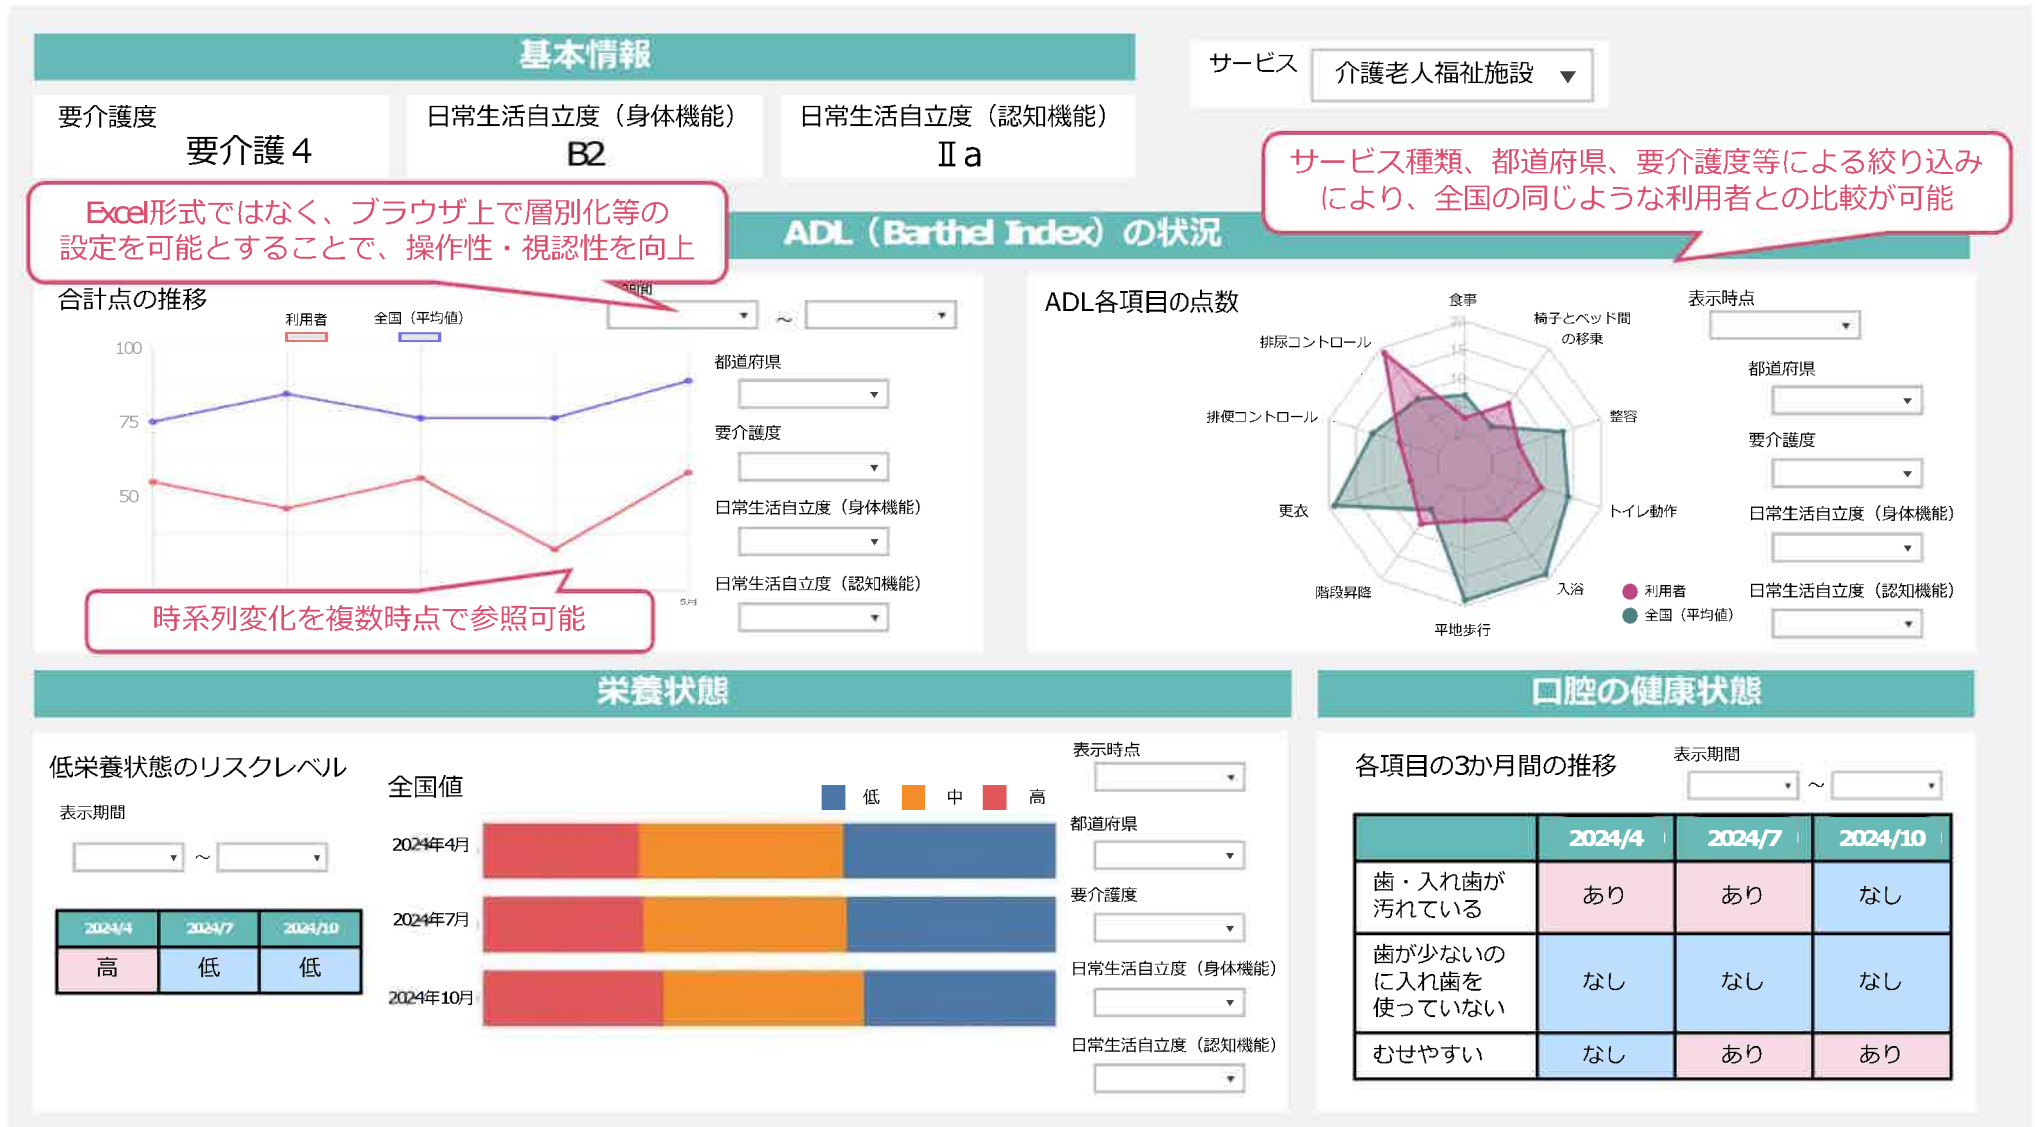 基本情報
サービス
介護老人福祉施設
要介護度
要介護４
日常生活自立度（身体機能）
B2
日常生活自立度（認知機能）
Ⅱa
サービス種類、都道府県、要介護度等による絞り込み
により、全国の同じような利用者との比較が可能
Excel形式ではなく、ブラウザ上で層別化等の
設定を可能とすることで、操作性・視認性を向上
ADL（Barthel Index）の状況
合計点の推移
利用者
全国（平均値）
～
100
75
50
5月
都道府県
要介護度
日常生活自立度（身体機能）
日常生活自立度（認知機能）
時系列変化を複数時点で参照可能
ADL各項目の点数
食事
椅子とベッド間
の移乗
整容
トイレ動作
入浴
平地歩行
階段昇降
更衣
排便コントロール
排尿コントロール
20
15
10
利用者
全国（平均値）
表示時点
都道府県
要介護度
日常生活自立度（身体機能）
日常生活自立度（認知機能）
栄養状態
低栄養状態のリスクレベル
表示期間
～
2024/4 2024/7 2024/10
高 低 低
全国値
低 中 高
2024年4月
2024年7月
2024年10月
表示時点
都道府県
要介護度
日常生活自立度（身体機能）
日常生活自立度（認知機能）
口腔の健康状態
各項目の3か月間の推移
表示期間
～
2024/4 2024/7 2024/10
歯・入れ歯が
汚れている
あり あり なし
歯が少ないの
に入れ歯を
使っていない
なし なし なし
むせやすい
なし あり あり